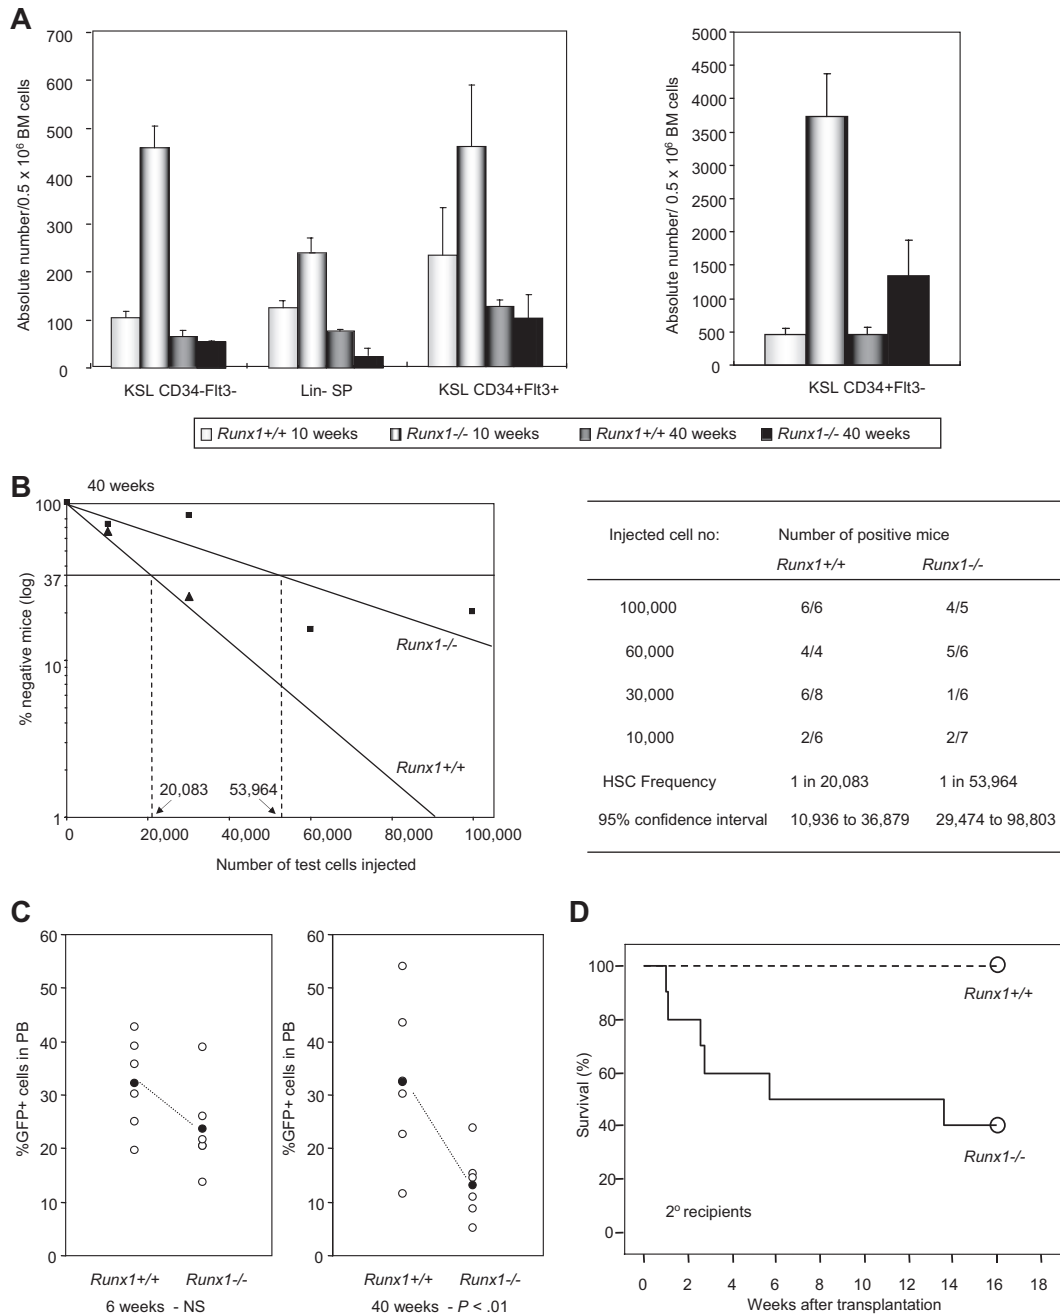 A
Absolute number/0.5 x 10⁶ BM cells
700
600
500
400
300
200
100
0
KSL CD34-Flt3-
Lin- SP
KSL CD34+Flt3+
Absolute number/ 0.5 x 10⁶ BM cells
5000
4500
4000
3500
3000
2500
2000
1500
1000
500
0
KSL CD34+Flt3-
Runx1+/+ 10 weeks Runx1-/- 10 weeks Runx1+/+ 40 weeks Runx1-/- 40 weeks
B
40 weeks
% negative mice (log)
100
37
10
1
Runx1-/-
Runx1+/+
20,083 53,964
0 20,000 40,000 60,000 80,000 100,000
Number of test cells injected
Injected cell no: Number of positive mice
Runx1+/+ Runx1-/-
100,000 6/6 4/5
60,000 4/4 5/6
30,000 6/8 1/6
10,000 2/6 2/7
HSC Frequency 1 in 20,083 1 in 53,964
95% confidence interval 10,936 to 36,879 29,474 to 98,803
C
%GFP+ cells in PB
60
50
40
30
20
10
0
Runx1+/+ Runx1-/-
6 weeks - NS
%GFP+ cells in PB
60
50
40
30
20
10
0
Runx1+/+ Runx1-/-
40 weeks - P < .01
D
Survival (%)
100
80
60
40
20
0
Runx1+/+
Runx1-/-
2º recipients
0 2 4 6 8 10 12 14 16 18
Weeks after transplantation